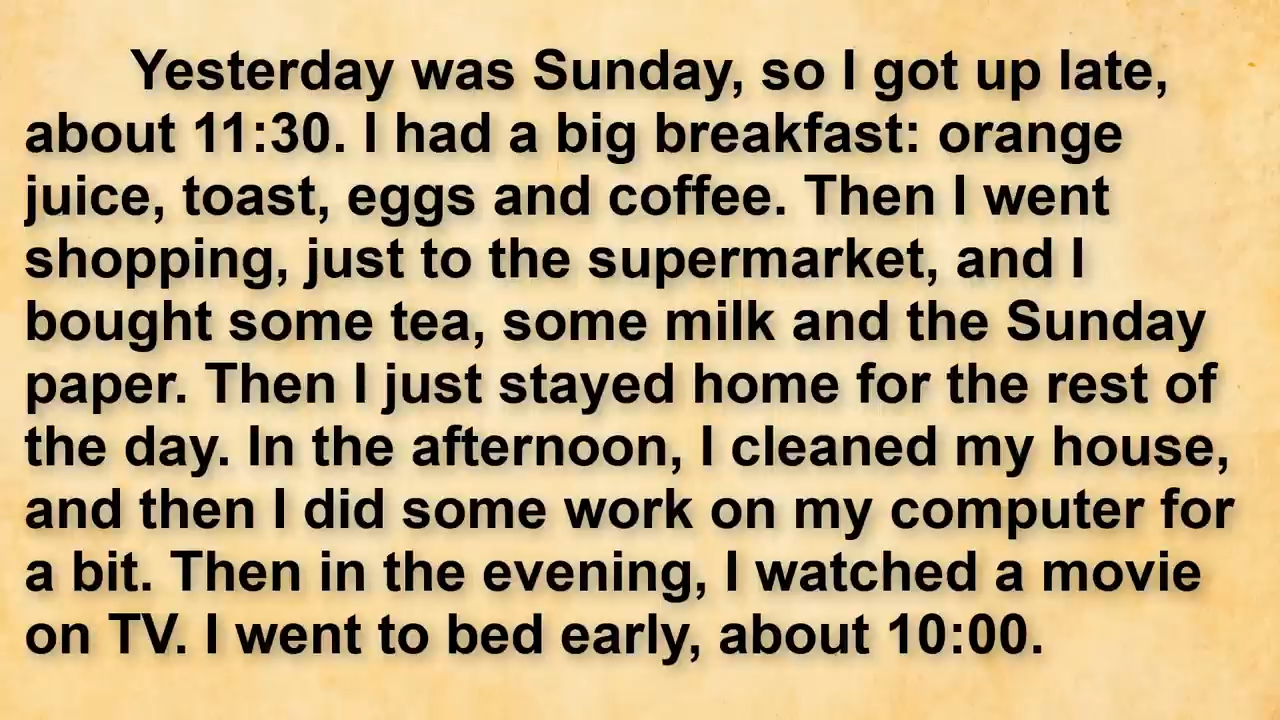 Yesterday was Sunday, so I got up late,
about 11:30. I had a big breakfast: orange
juice, toast, eggs and coffee. Then I went
shopping, just to the supermarket, and I
bought some tea, some milk and the Sunday
paper. Then I just stayed home for the rest of
the day. In the afternoon, I cleaned my house,
and then I did some work on my computer for
a bit. Then in the evening, I watched a movie
on TV. I went to bed early, about 10:00.